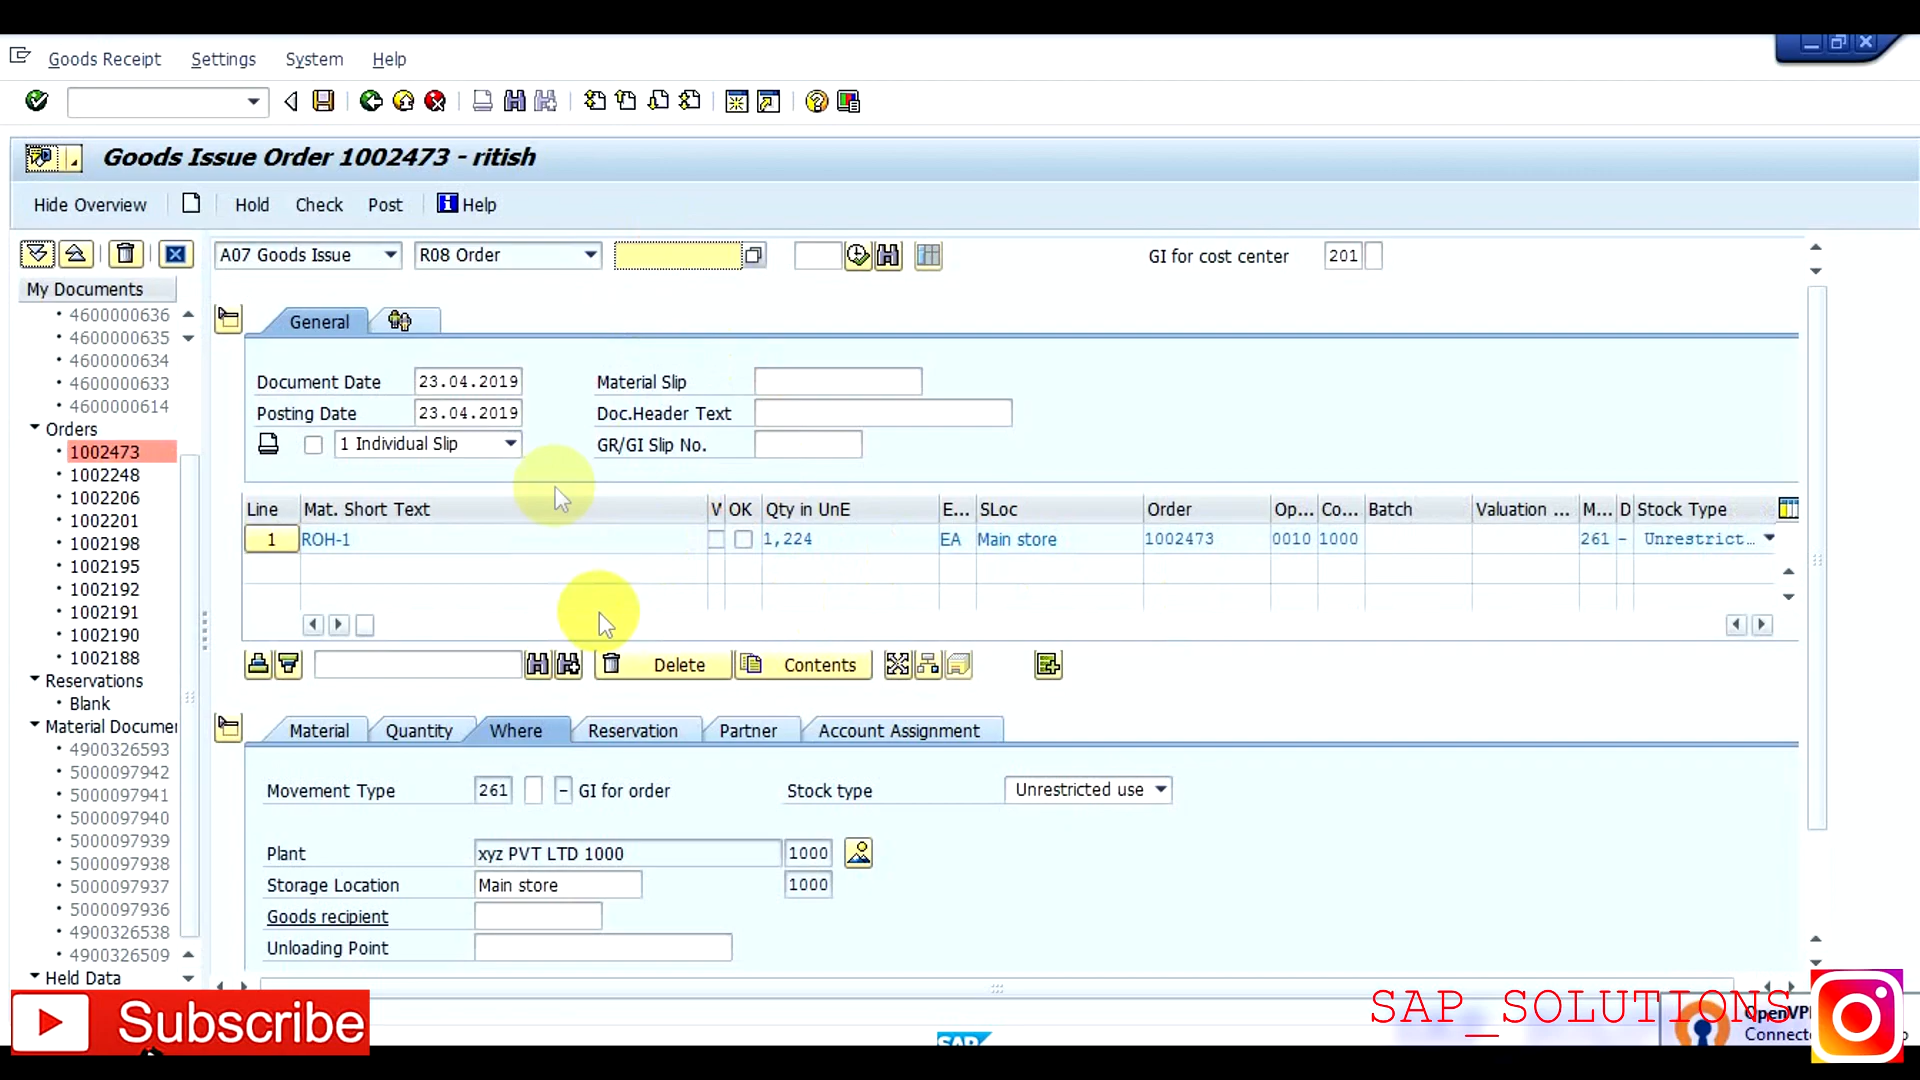 Goods Receipt Settings System Help
Goods Issue Order 1002473 - ritish
Hide Overview Hold Check Post Help
A07 Goods Issue R08 Order GI for cost center 201
My Documents
4600000636
4600000635
4600000634
4600000633
4600000614
Orders
1002473
1002248
1002206
1002201
1002198
1002195
1002192
1002191
1002190
1002188
Reservations
Blank
Material Documer
4900326593
5000097942
5000097941
5000097940
5000097939
5000097938
5000097937
5000097936
4900326538
4900326509
Held Data
General
Document Date 23.04.2019 Material Slip
Posting Date 23.04.2019 Doc.Header Text
1 Individual Slip GR/GI Slip No.
Line Mat. Short Text V OK Qty in UnE E... SLoc Order Op... Co... Batch Valuation ... M... D Stock Type
1 ROH-1 1,224 EA Main store 1002473 0010 1000 261 - Unrestrict...
Delete Contents
Material Quantity Where Reservation Partner Account Assignment
Movement Type 261 - GI for order Stock type Unrestricted use
Plant xyz PVT LTD 1000 1000
Storage Location Main store 1000
Goods recipient
Unloading Point
Subscribe
SAP
SAP_SOLUTIONS